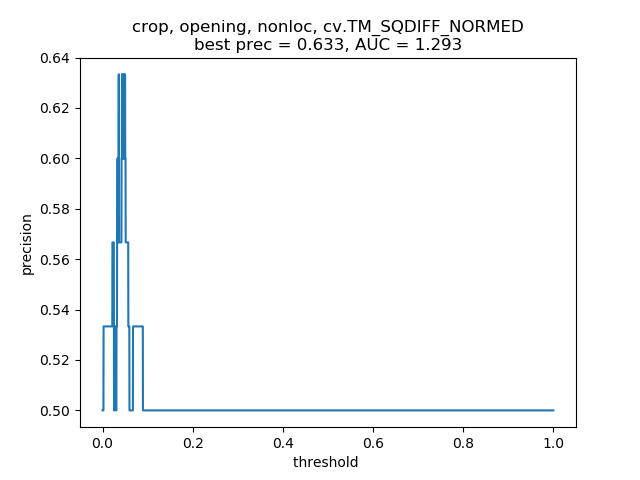 crop, opening, nonloc, cv.TM_SQDIFF_NORMED
best prec = 0.633, AUC = 1.293
0.64
0.62
0.60
0.58
0.56
0.54
0.52
0.50
precision
0.0 0.2 0.4 0.6 0.8 1.0
threshold